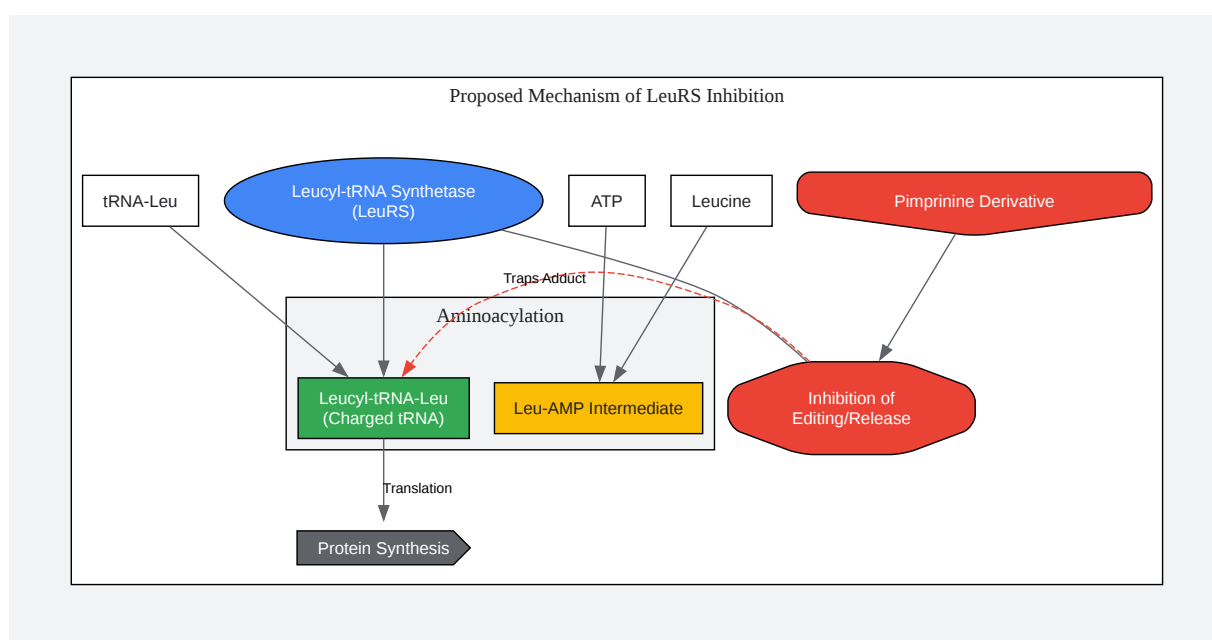 Proposed Mechanism of LeuRS Inhibition
tRNA-Leu
Leucyl-tRNA Synthetase
(LeuRS)
ATP
Leucine
Pimprinine Derivative
Traps Adduct
Aminoacylation
Leucyl-tRNA-Leu
(Charged tRNA)
Leu-AMP Intermediate
Inhibition of
Editing/Release
Translation
Protein Synthesis